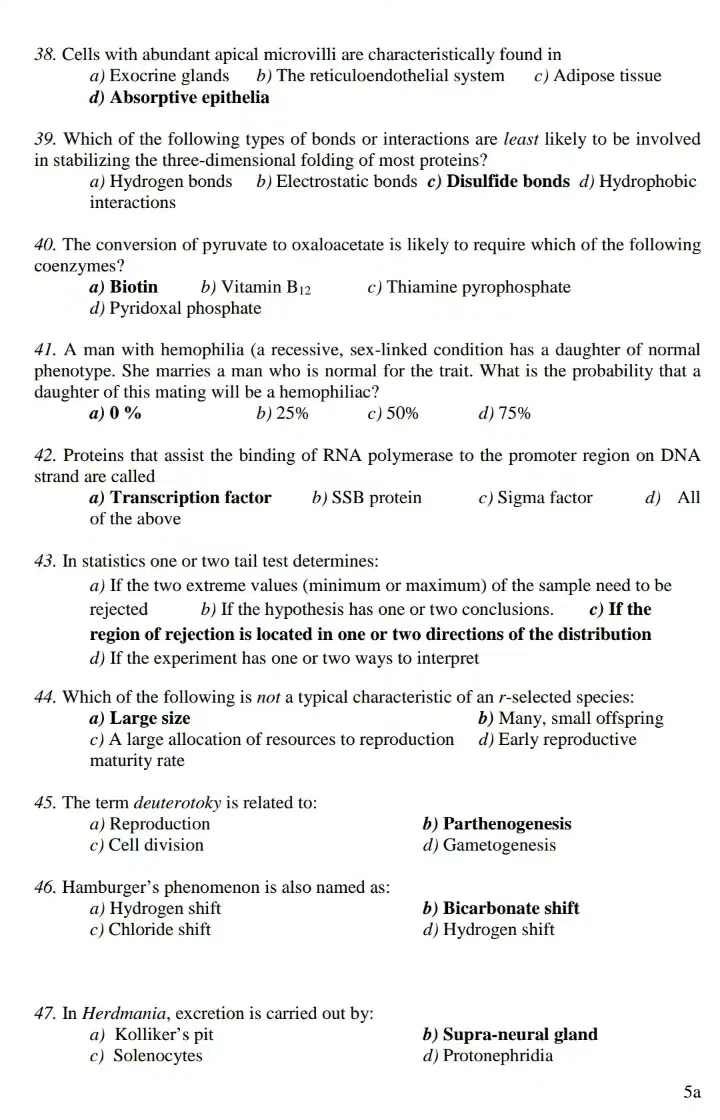 38. Cells with abundant apical microvilli are characteristically found in
a) Exocrine glands b) The reticuloendothelial system c) Adipose tissue
d) Absorptive epithelia
39. Which of the following types of bonds or interactions are least likely to be involved
in stabilizing the three-dimensional folding of most proteins?
a) Hydrogen bonds b) Electrostatic bonds c) Disulfide bonds d) Hydrophobic
interactions
40. The conversion of pyruvate to oxaloacetate is likely to require which of the following
coenzymes?
a) Biotin b) Vitamin B12 c) Thiamine pyrophosphate
d) Pyridoxal phosphate
41. A man with hemophilia (a recessive, sex-linked condition has a daughter of normal
phenotype. She marries a man who is normal for the trait. What is the probability that a
daughter of this mating will be a hemophiliac?
a) 0 % b) 25% c) 50% d) 75%
42. Proteins that assist the binding of RNA polymerase to the promoter region on DNA
strand are called
a) Transcription factor b) SSB protein c) Sigma factor d) All
of the above
43. In statistics one or two tail test determines:
a) If the two extreme values (minimum or maximum) of the sample need to be
rejected b) If the hypothesis has one or two conclusions. c) If the
region of rejection is located in one or two directions of the distribution
d) If the experiment has one or two ways to interpret
44. Which of the following is not a typical characteristic of an r-selected species:
a) Large size b) Many, small offspring
c) A large allocation of resources to reproduction d) Early reproductive
maturity rate
45. The term deuterotoky is related to:
a) Reproduction b) Parthenogenesis
c) Cell division d) Gametogenesis
46. Hamburger's phenomenon is also named as:
a) Hydrogen shift b) Bicarbonate shift
c) Chloride shift d) Hydrogen shift
47. In Herdmania, excretion is carried out by:
a) Kolliker's pit b) Supra-neural gland
c) Solenocytes d) Protonephridia
5a